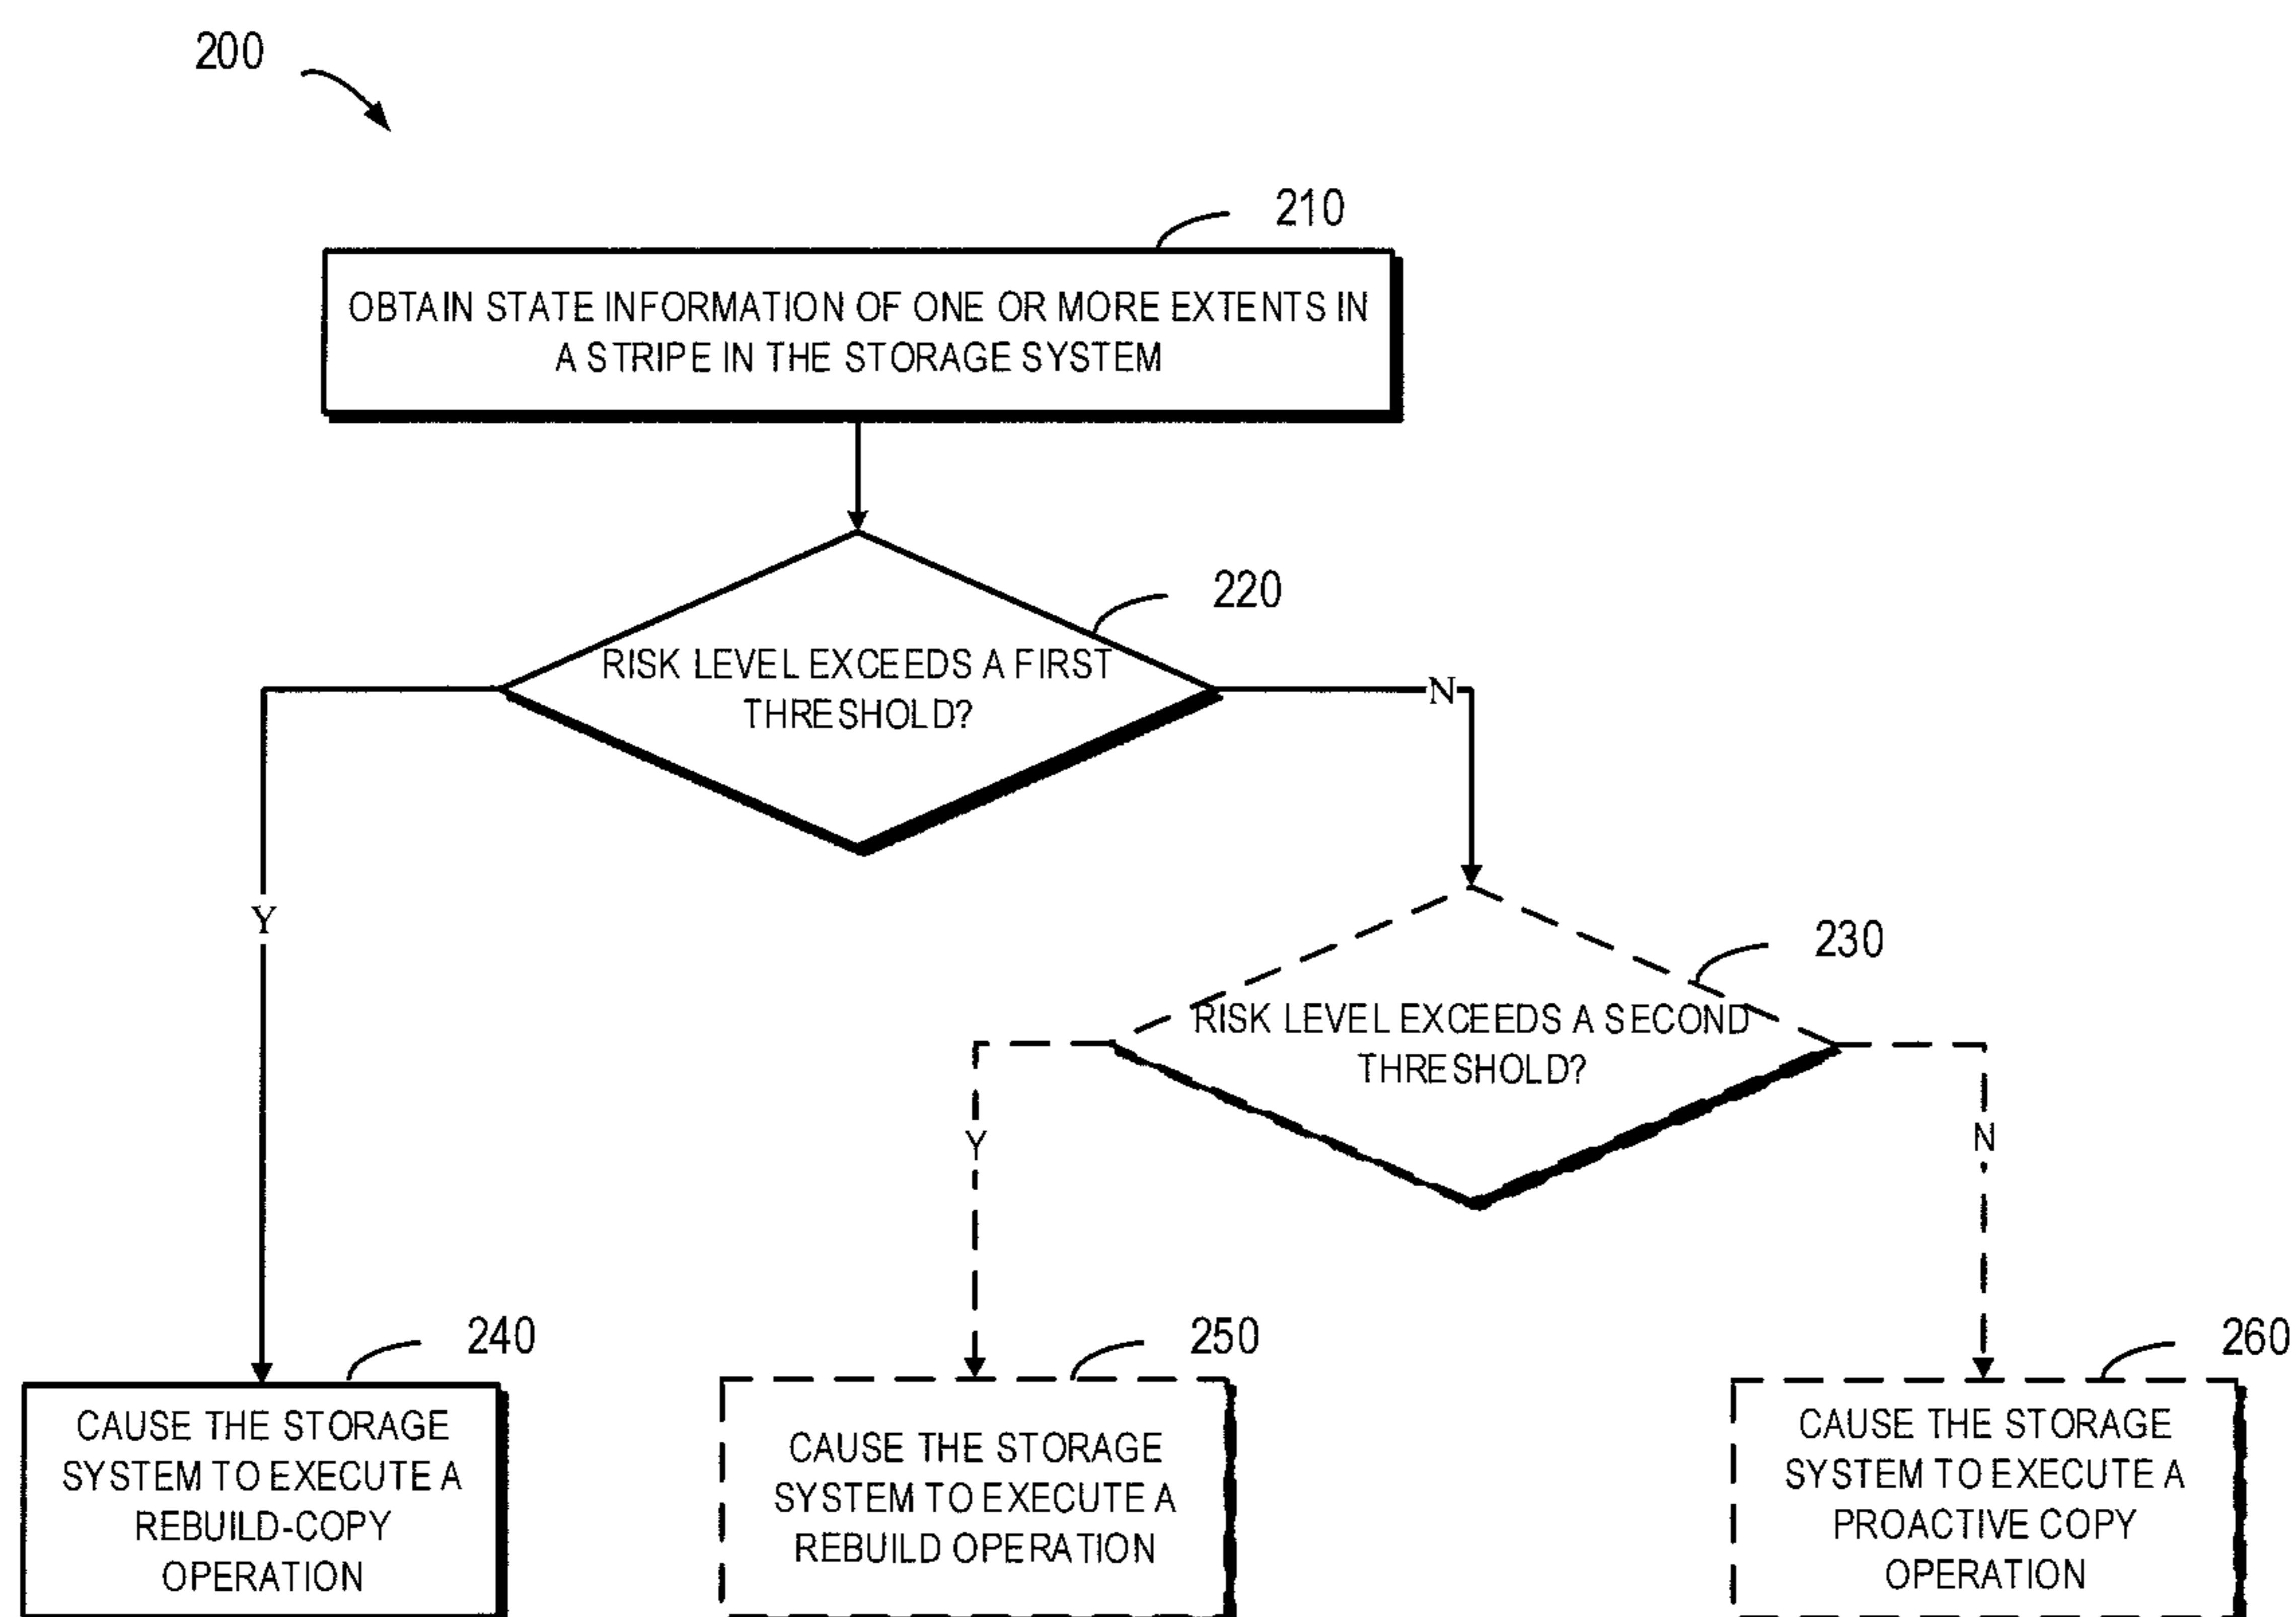 200
210
OBTAIN STATE INFORMATION OF ONE OR MORE EXTENTS IN
A STRIPE IN THE STORAGE SYSTEM
220
RISK LEVEL EXCEEDS A FIRST
THRESHOLD?
N
Y
230
RISK LEVEL EXCEEDS A SECOND
THRESHOLD?
Y
N
240
CAUSE THE STORAGE
SYSTEM TO EXECUTE A
REBUILD-COPY
OPERATION
250
CAUSE THE STORAGE
SYSTEM TO EXECUTE A
REBUILD OPERATION
260
CAUSE THE STORAGE
SYSTEM TO EXECUTE A
PROACTIVE COPY
OPERATION